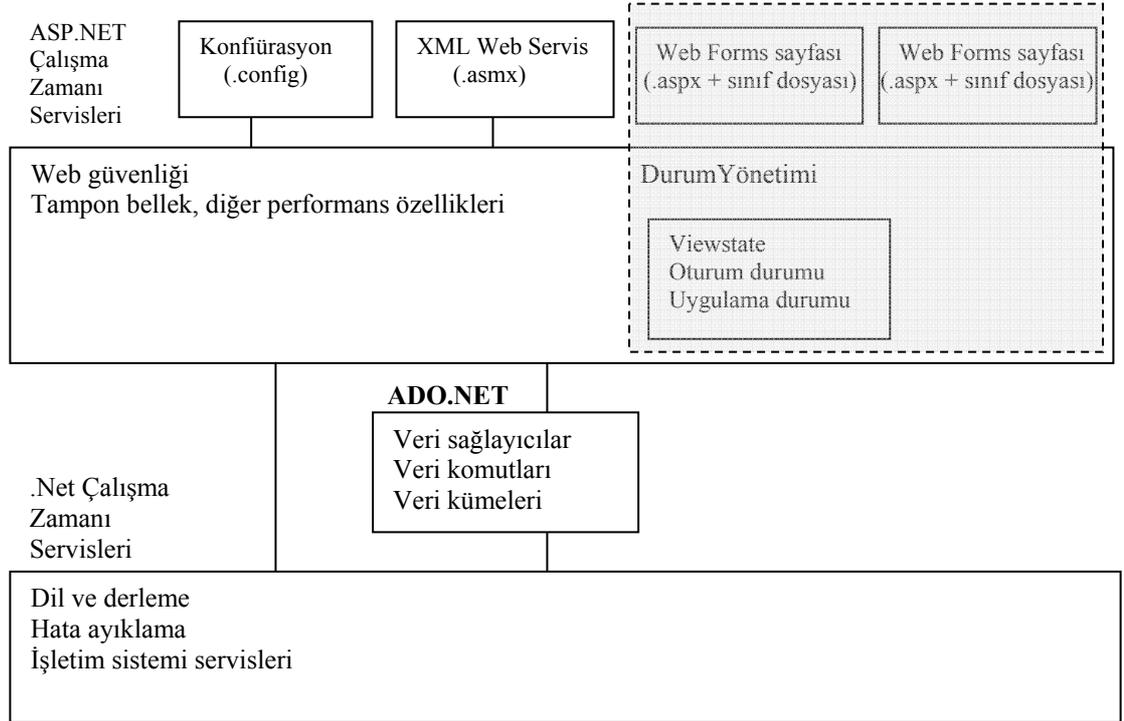 ASP.NET
Çalışma
Zamanı
Servisleri
Konfiürasyon
(.config)
XML Web Servis
(.asmx)
Web Forms sayfası
(.aspx + sınıf dosyası)
Web Forms sayfası
(.aspx + sınıf dosyası)
Web güvenliği
Tampon bellek, diğer performans özellikleri
DurumYönetimi
Viewstate
Oturum durumu
Uygulama durumu
ADO.NET
Veri sağlayıcılar
Veri komutları
Veri kümeleri
.Net Çalışma
Zamanı
Servisleri
Dil ve derleme
Hata ayıklama
İşletim sistemi servisleri